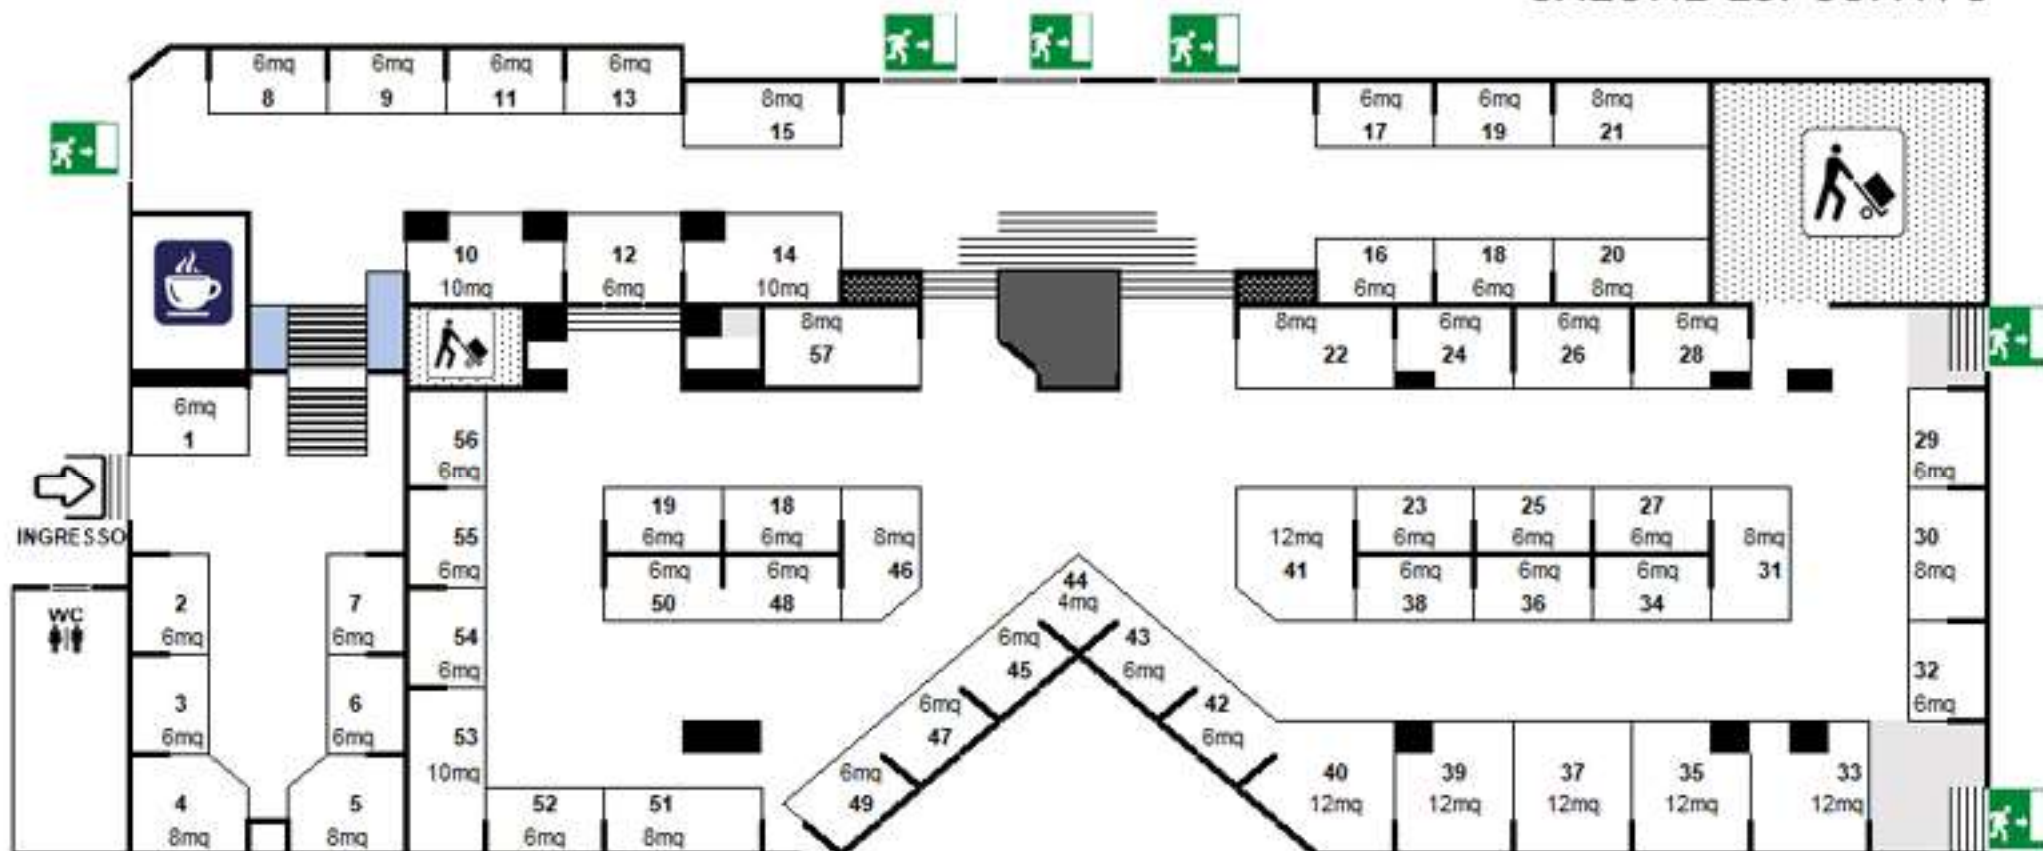 6mq 6mq 6mq 6mq
8 9 11 13
8mq 6mq 6mq 8mq
15 17 19 21
10 12 14 16 18 20
10mq 6mq 10mq 6mq 6mq 8mq
8mq 8mq 6mq 6mq 6mq
57 22 24 26 28
6mq
1
56 29
6mq 6mq
INGRESSO
19 18 23 25 27
55 6mq 6mq 8mq 12mq 6mq 6mq 6mq 8mq 30
6mq 6mq 6mq 46 41 6mq 6mq 6mq 31 8mq
50 48 38 36 34
WC
2 7
6mq 6mq
54
6mq
44
4mq
6mq 43
45 6mq
32
6mq
3 6
6mq 6mq
53
10mq
6mq 42
47 6mq
6mq
49
40 39 37 35 33
12mq 12mq 12mq 12mq 12mq
4 5 52 51
8mq 8mq 6mq 8mq